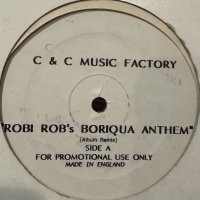 C & C MUSIC FACTORY
"ROBI ROB's BORIQUA ANTHEM"
(Album Remix)
SIDE A
FOR PROMOTIONAL USE ONLY
MADE IN ENGLAND